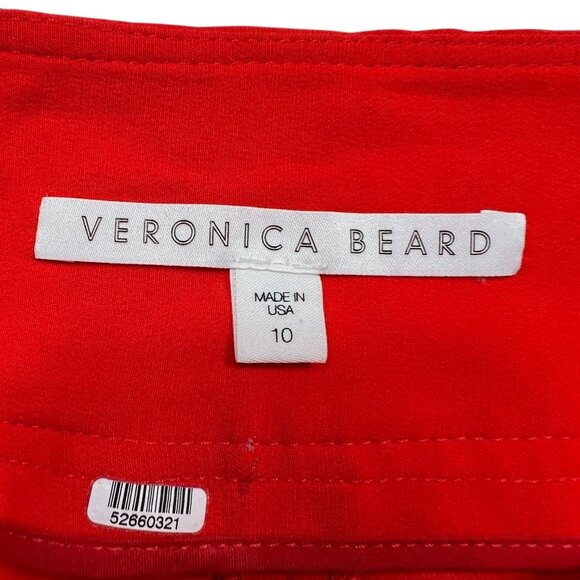 VERONICA BEARD
MADE IN
USA
10
52660321